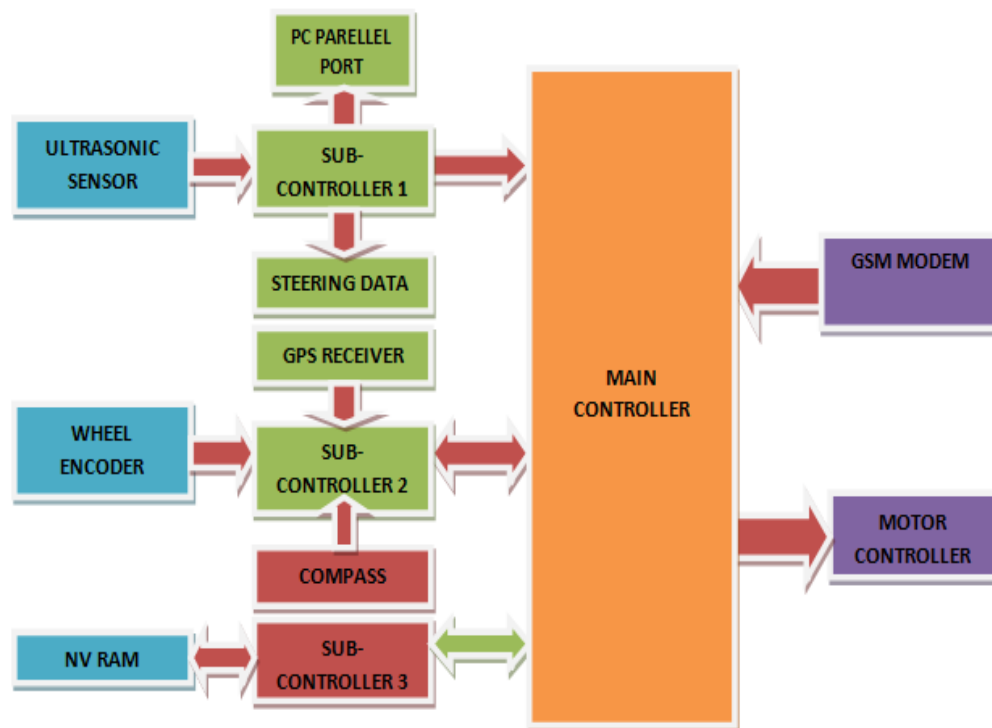 PC PARELLEL
PORT
ULTRASONIC
SENSOR
SUB-
CONTROLLER 1
STEERING DATA
GPS RECEIVER
WHEEL
ENCODER
SUB-
CONTROLLER 2
COMPASS
NV RAM
SUB-
CONTROLLER 3
MAIN
CONTROLLER
GSM MODEM
MOTOR
CONTROLLER